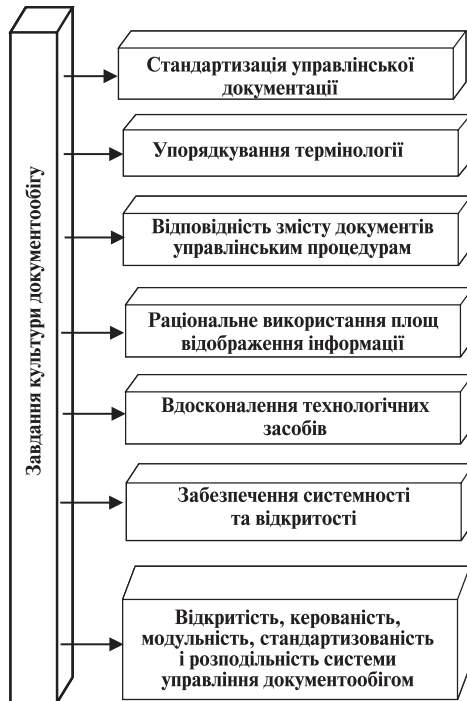 Завдання культури документообігу
Стандартизація управлінської
документації
Упорядкування термінології
Відповідність змісту документів
управлінським процедурам
Раціональне використання площ
відображення інформації
Вдосконалення технологічних
засобів
Забезпечення системності
та відкритості
Відкритість, керованість,
модульність, стандартизованість
і розподільність системи
управління документообігом